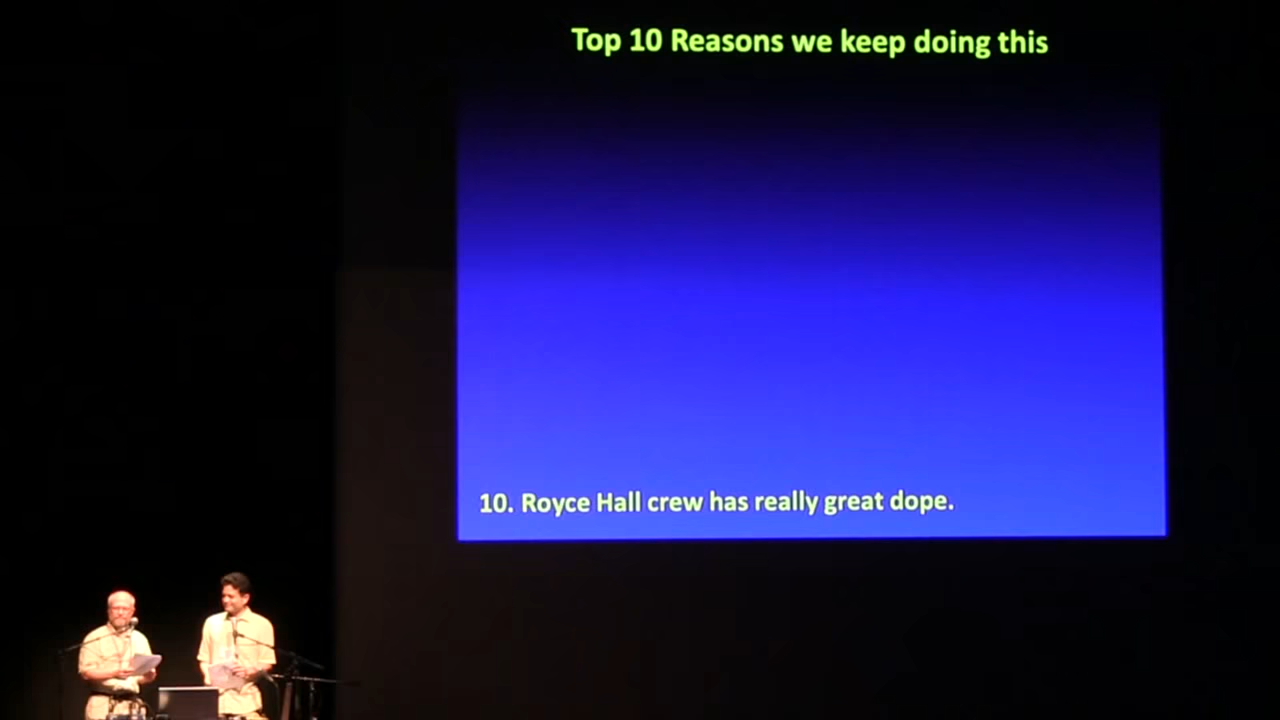 Top 10 Reasons we keep doing this
10. Royce Hall crew has really great dope.